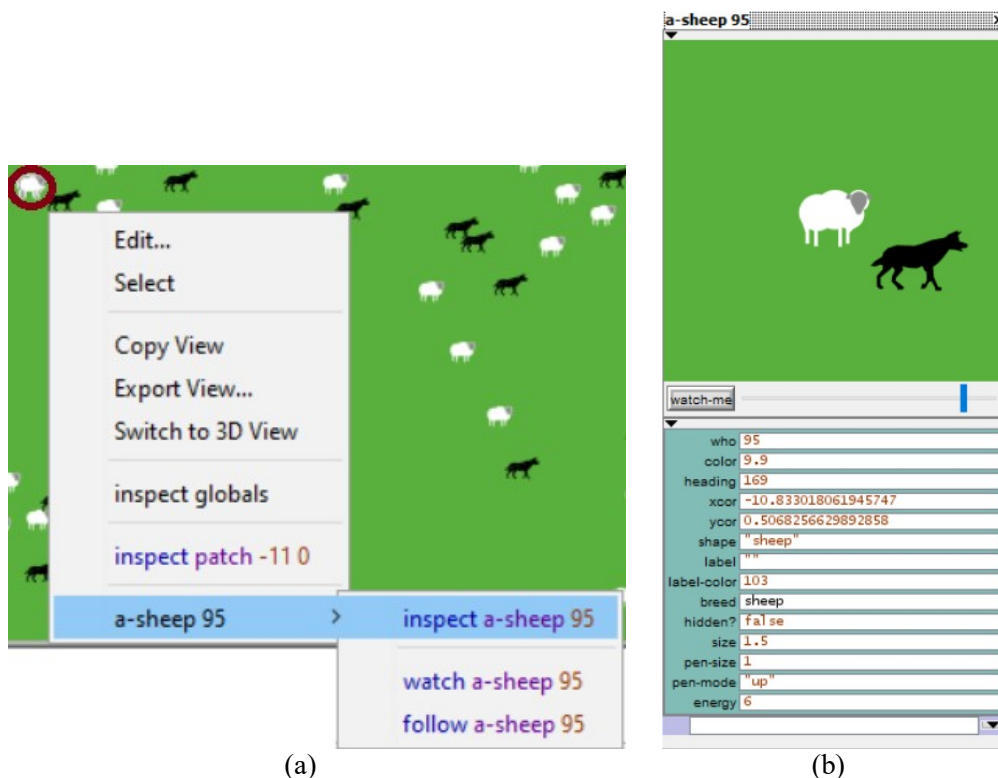 Edit...
Select
Copy View
Export View...
Switch to 3D View
inspect globals
inspect patch -11 0
a-sheep 95 >
inspect a-sheep 95
watch a-sheep 95
follow a-sheep 95
(a)
a-sheep 95
watch-me
who 95
color 9.9
heading 169
xcor -10.833018061945747
ycor 0.5068256629892858
shape "sheep"
label ""
label-color 103
breed sheep
hidden? false
size 1.5
pen-size 1
pen-mode "up"
energy 6
(b)